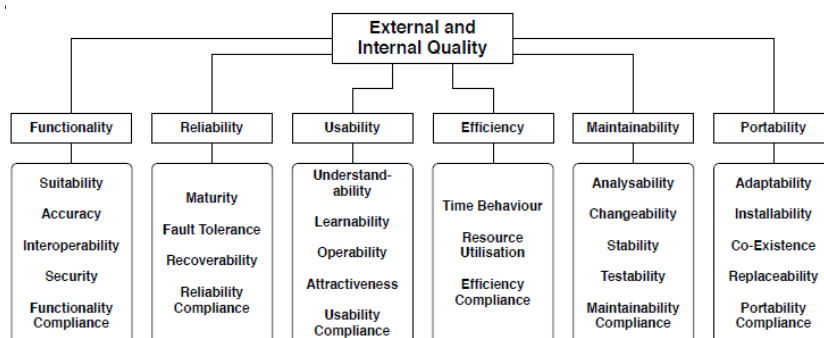 External and
Internal Quality
Functionality
Reliability
Usability
Efficiency
Maintainability
Portability
Suitability
Accuracy
Interoperability
Security
Functionality
Compliance
Maturity
Fault Tolerance
Recoverability
Reliability
Compliance
Understand-
ability
Learnability
Operability
Attractiveness
Usability
Compliance
Time Behaviour
Resource
Utilisation
Efficiency
Compliance
Analysability
Changeability
Stability
Testability
Maintainability
Compliance
Adaptability
Installability
Co-Existence
Replaceability
Portability
Compliance